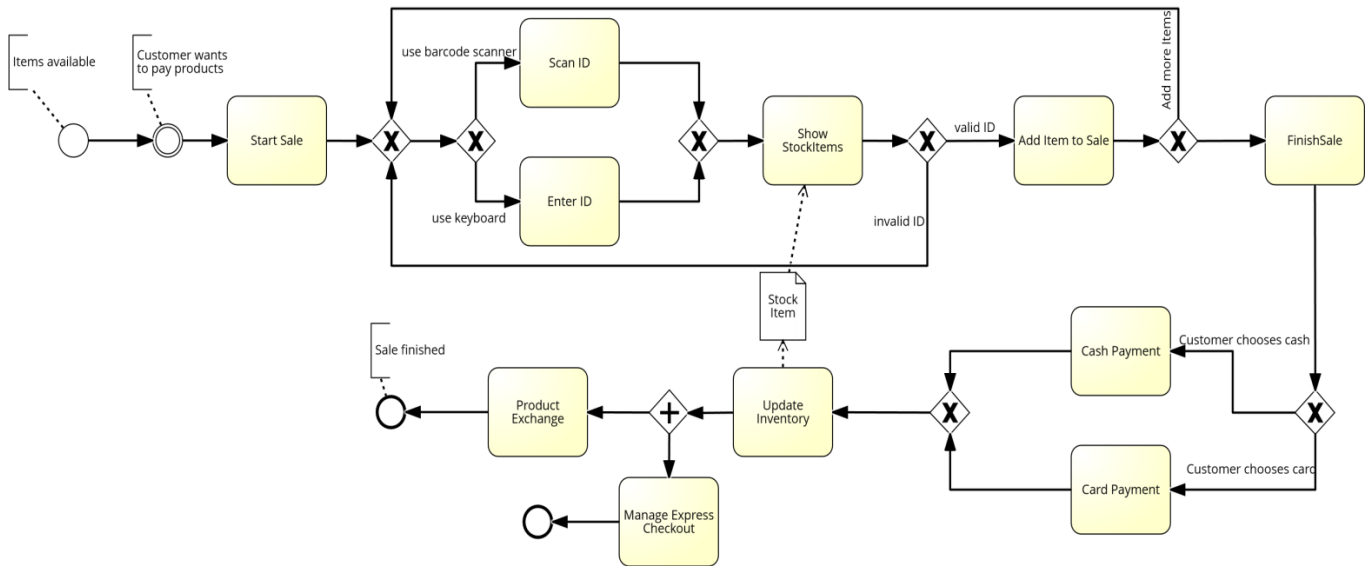 Items available
Customer wants
to pay products
Start Sale
use barcode scanner
Scan ID
use keyboard
Enter ID
Show
StockItems
valid ID
invalid ID
Add Item to Sale
Add more Items
FinishSale
Stock
Item
Customer chooses cash
Cash Payment
Customer chooses card
Card Payment
Update
Inventory
Product
Exchange
Sale finished
Manage Express
Checkout